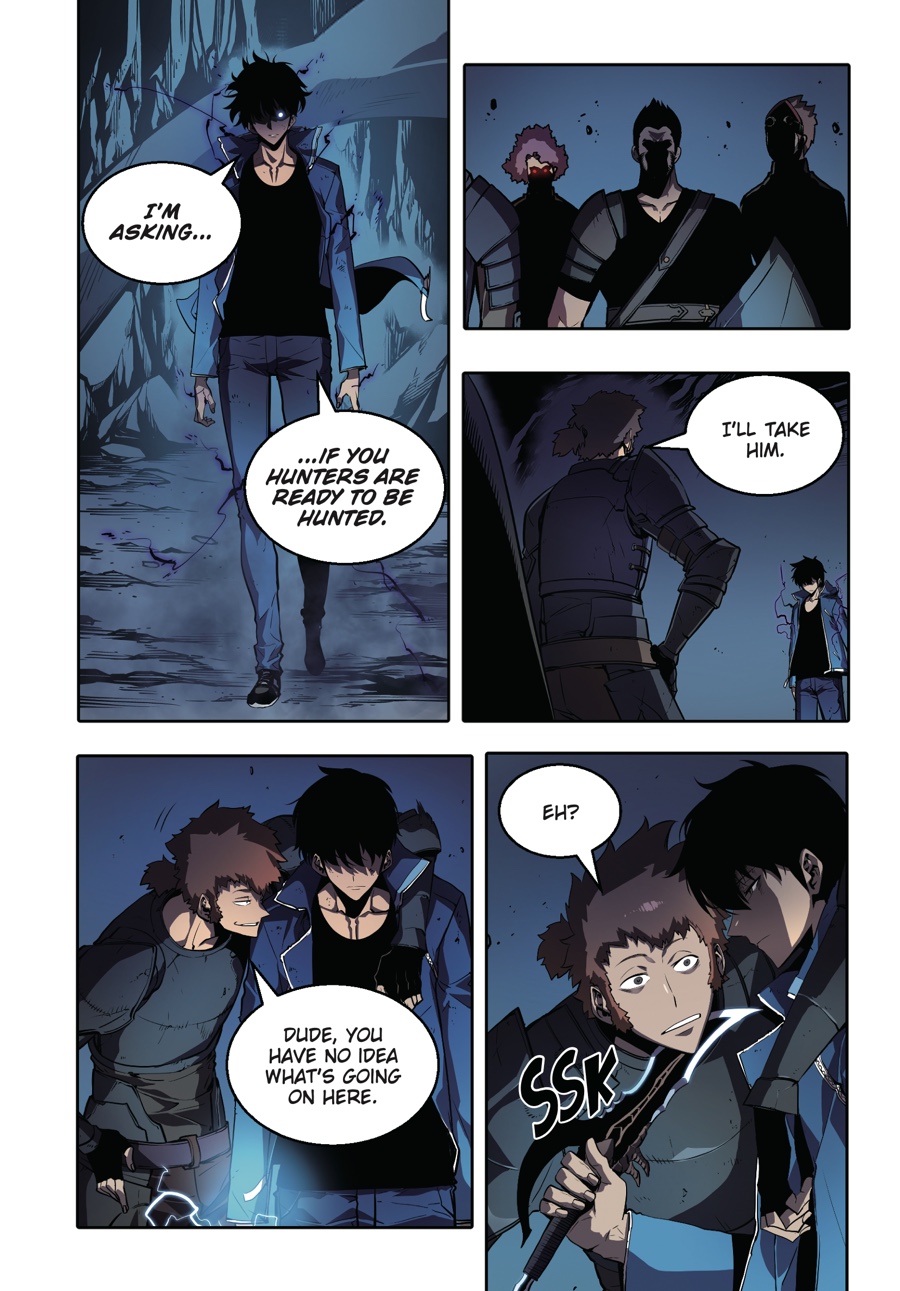 I'M
ASKING...
...IF YOU
HUNTERS ARE
READY TO BE
HUNTED.
I'LL TAKE
HIM.
DUDE, YOU
HAVE NO IDEA
WHAT'S GOING
ON HERE.
EH?
SSK